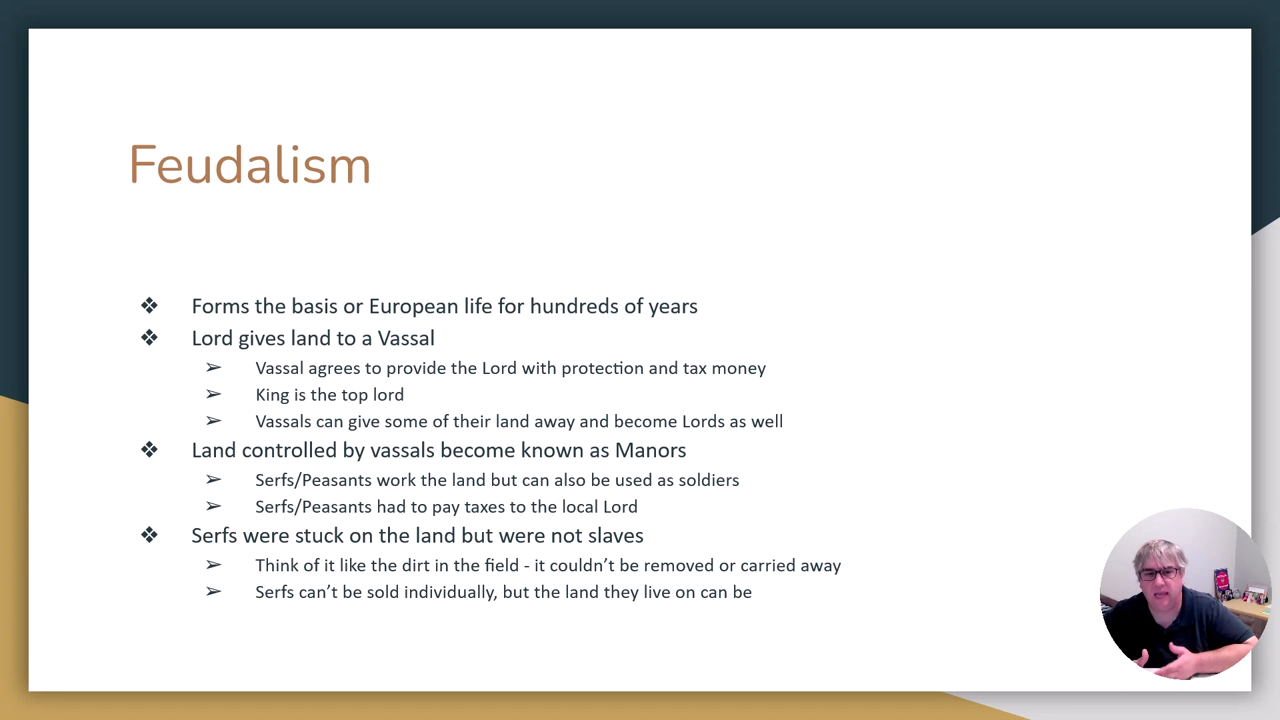 Feudalism
❖ Forms the basis or European life for hundreds of years
❖ Lord gives land to a Vassal
➢ Vassal agrees to provide the Lord with protection and tax money
➢ King is the top lord
➢ Vassals can give some of their land away and become Lords as well
❖ Land controlled by vassals become known as Manors
➢ Serfs/Peasants work the land but can also be used as soldiers
➢ Serfs/Peasants had to pay taxes to the local Lord
❖ Serfs were stuck on the land but were not slaves
➢ Think of it like the dirt in the field - it couldn’t be removed or carried away
➢ Serfs can’t be sold individually, but the land they live on can be